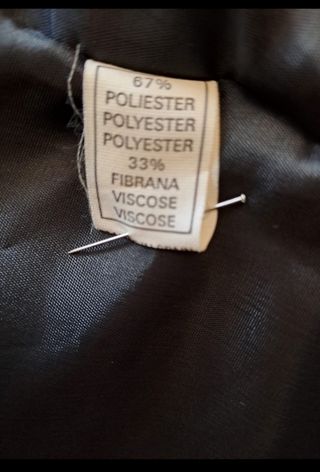 67%
POLIESTER
POLYESTER
POLYESTER
33%
FIBRANA
VISCOSE
VISCOSE